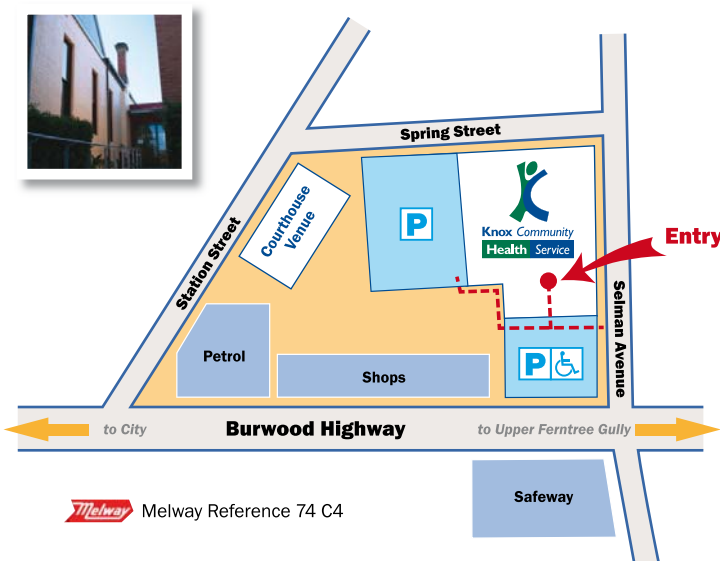 Spring Street
P
Courthouse
Venue
Knox Community
Health Service
Entry
Station Street
Selman Avenue
Petrol
Shops
P
to City
Burwood Highway
to Upper Ferntree Gully
Safeway
Melway Melway Reference 74 C4